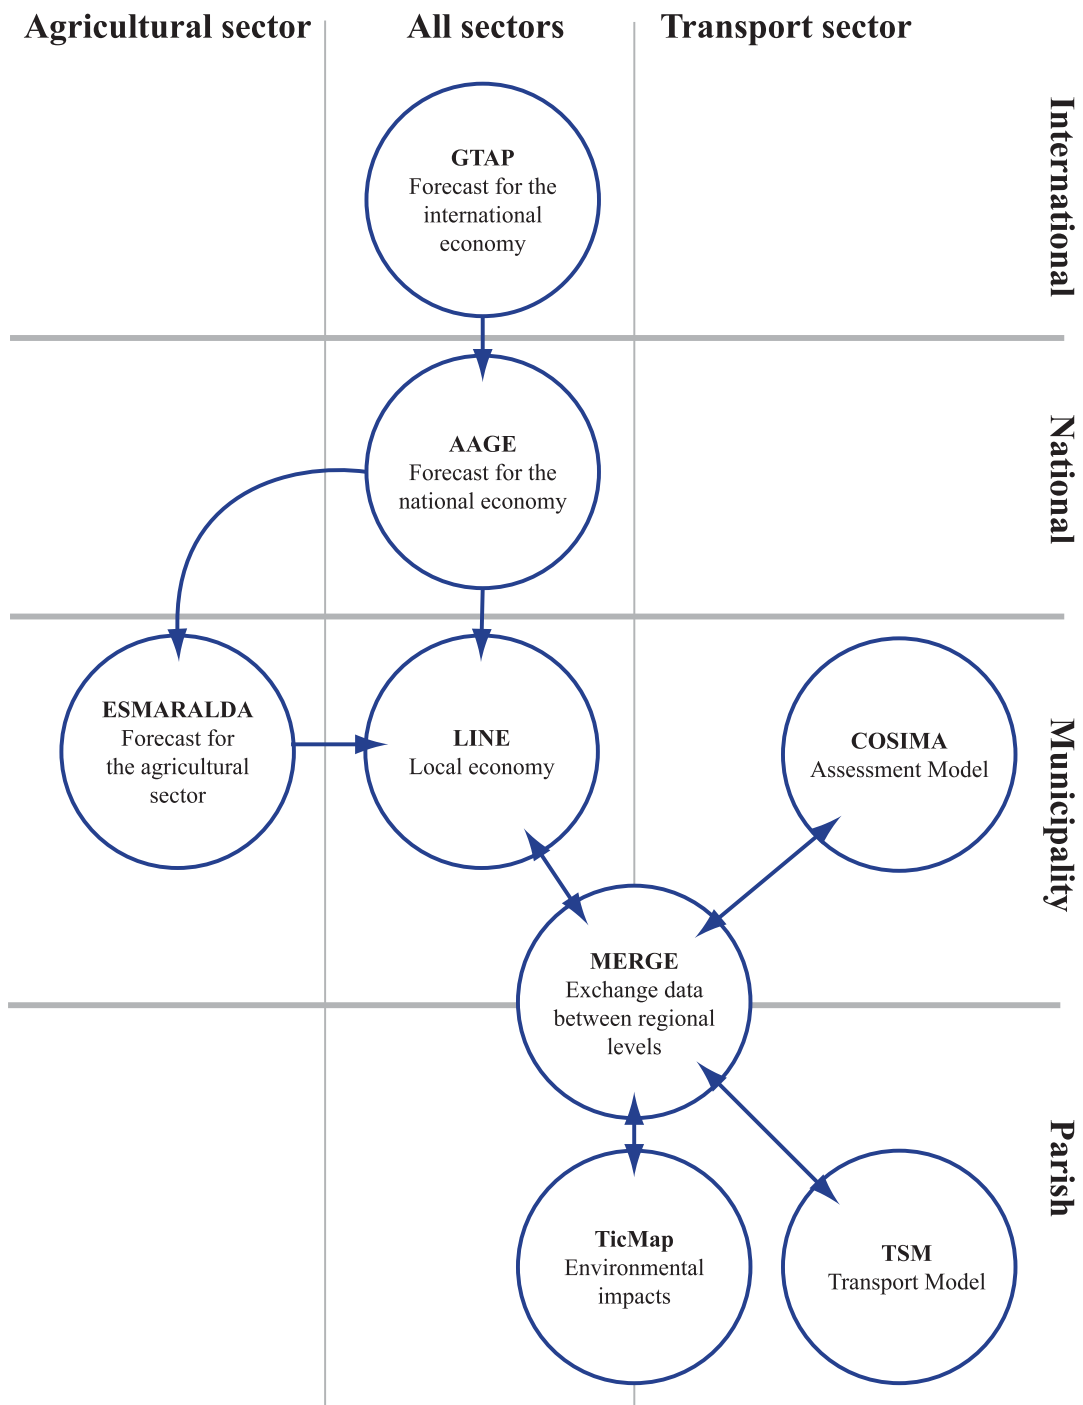 Agricultural sector
All sectors
Transport sector
International
GTAP
Forecast for the
international
economy
National
AAGE
Forecast for the
national economy
Municipality
ESMARALDA
Forecast for
the agricultural
sector
LINE
Local economy
COSIMA
Assessment Model
MERGE
Exchange data
between regional
levels
Parish
TicMap
Environmental
impacts
TSM
Transport Model